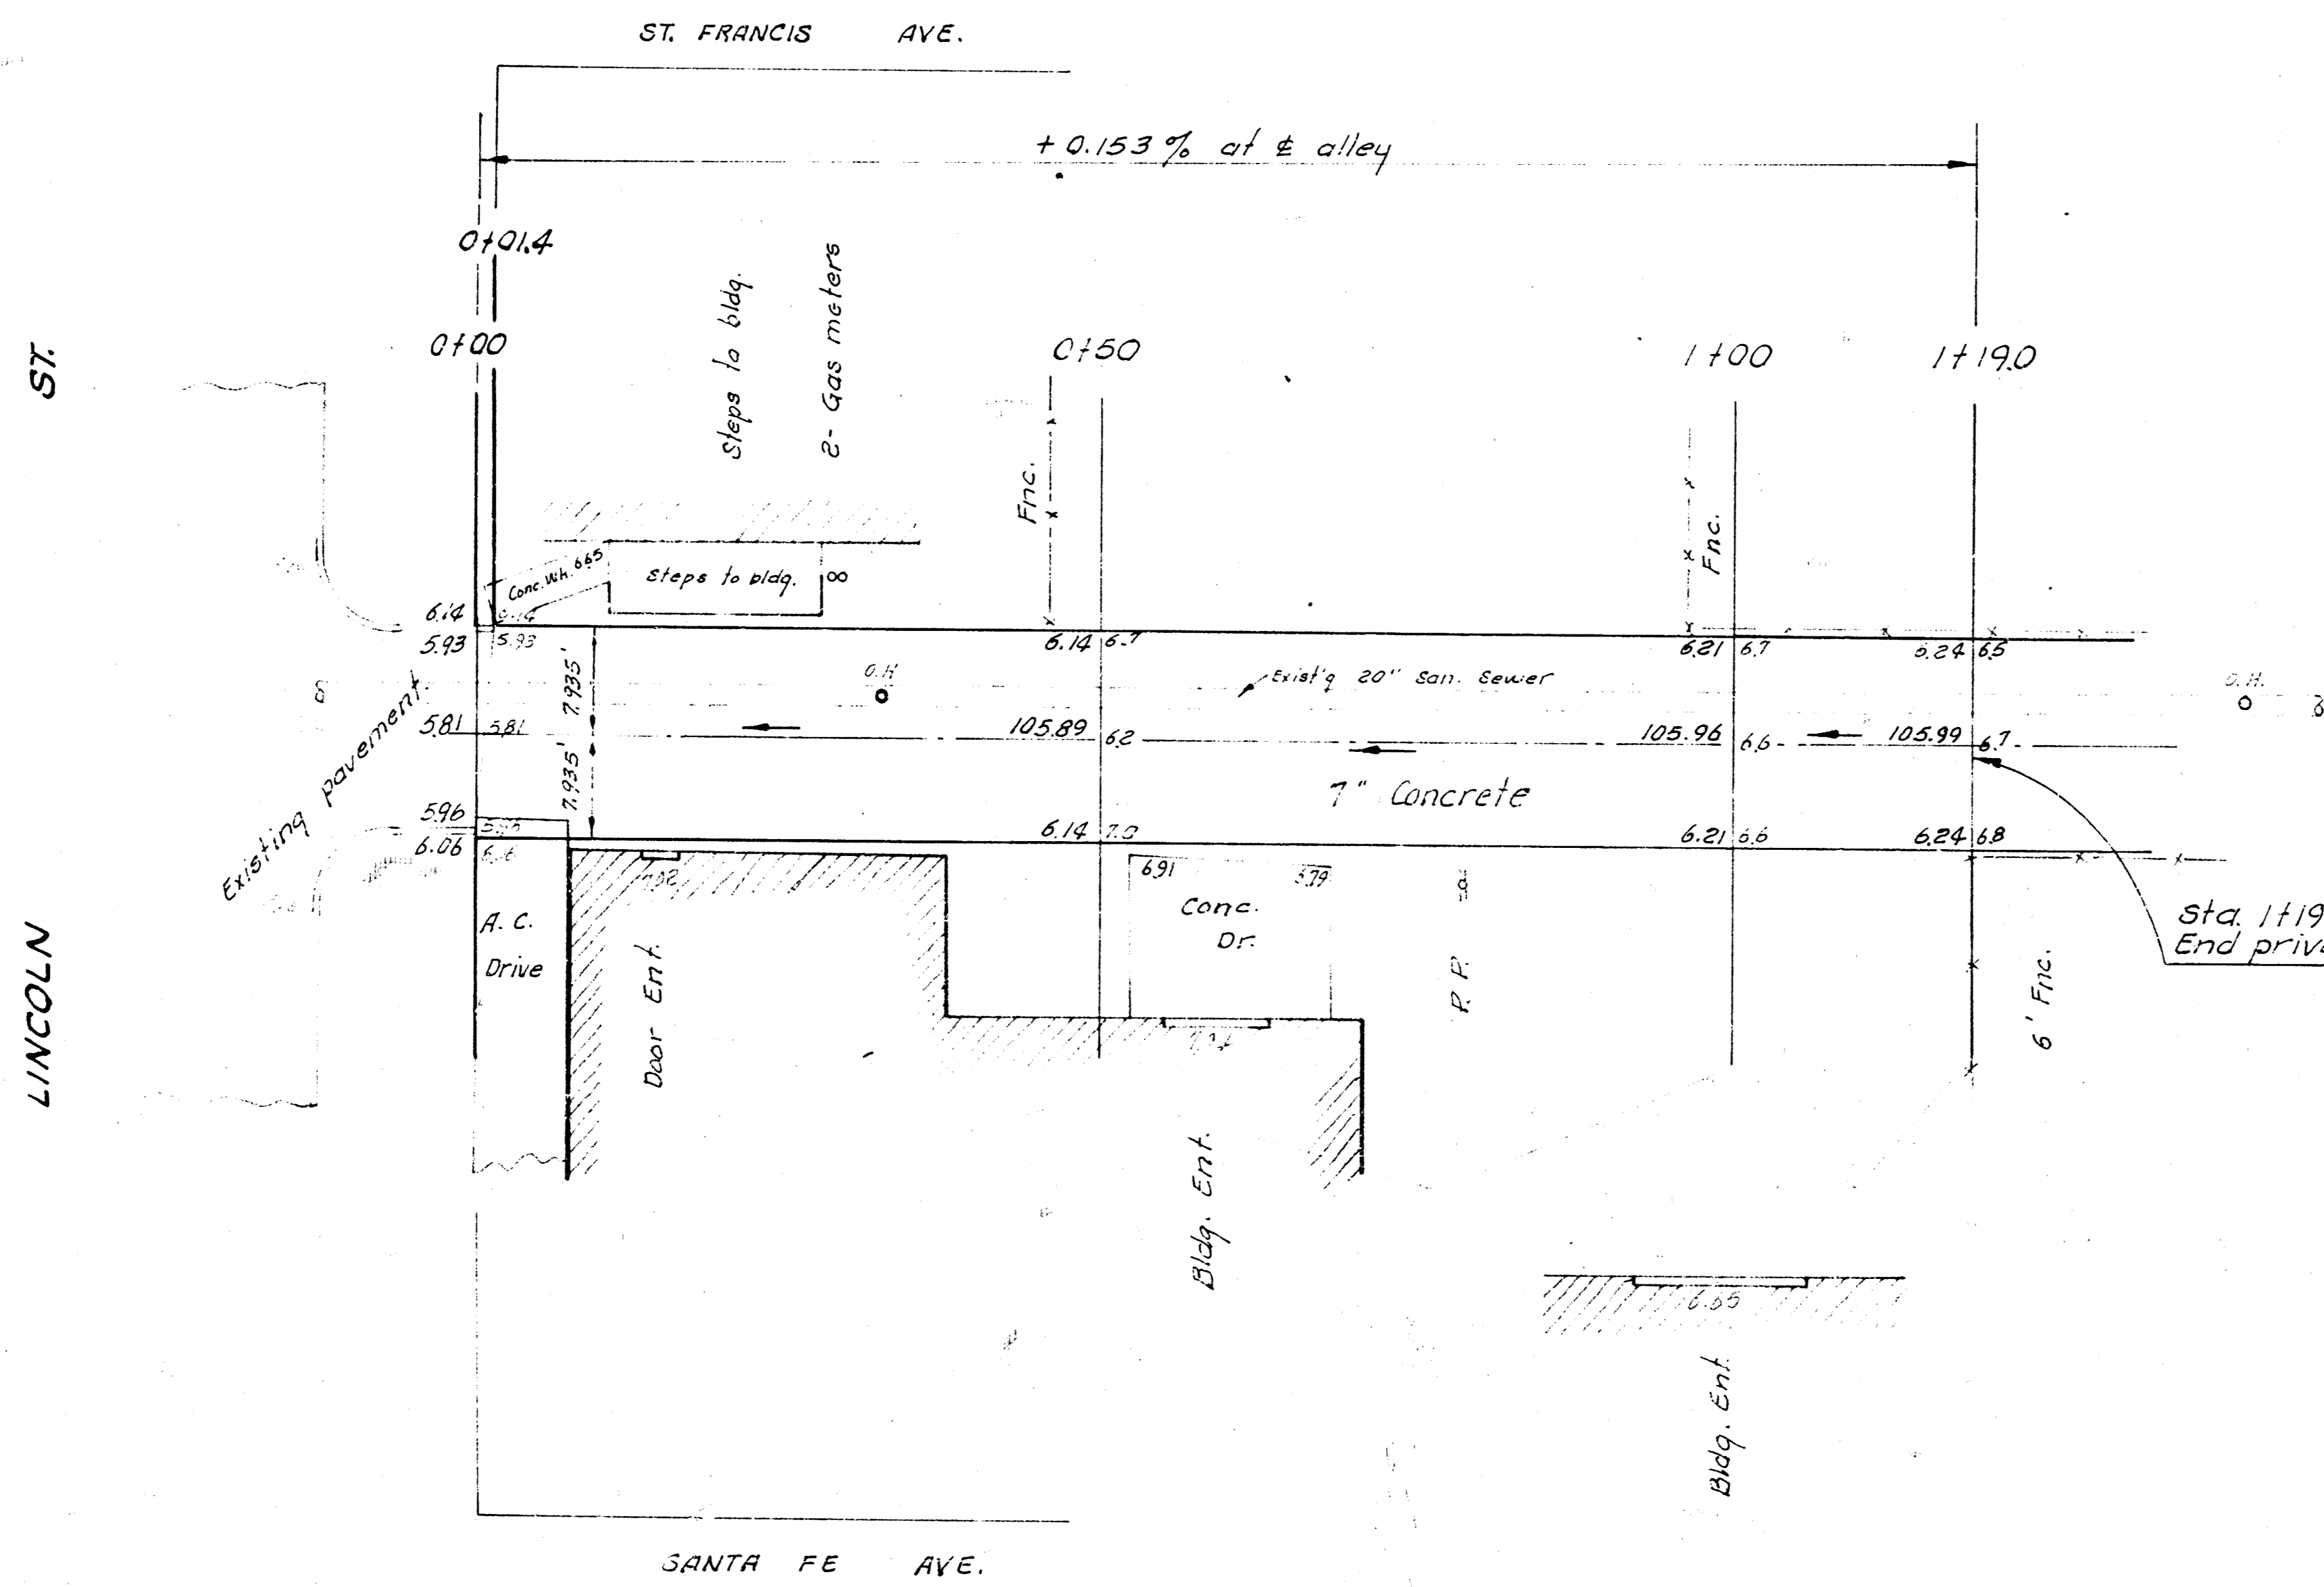 ST. FRANCIS AVE.
+ 0.153 % at ℄ alley
0+01.4
0+00
0+50
1+00
1+19.0
LINCOLN ST.
Steps to bldg.
2- Gas meters
Fnc.
Fnc.
Conc. Wh. 6.65
Steps to bldg.
6.14
5.93 5.93
6.14 6.7
6.21 6.7
6.24 6.5
7.935'
Exist'g 20" San. Sewer
5.81 5.81
105.89 6.2
105.96 6.6
105.99 6.7
7.935'
7" Concrete
Existing pavement
5.96
6.06
6.14 7.0
6.21 6.6
6.24 6.8
A. C.
Drive
Door Ent.
6.91
Conc.
Dr.
P. P.
6' Fnc.
Sta. 1+19
End priv
Bldg. Ent.
6.65
Bldg. Ent.
SANTA FE AVE.